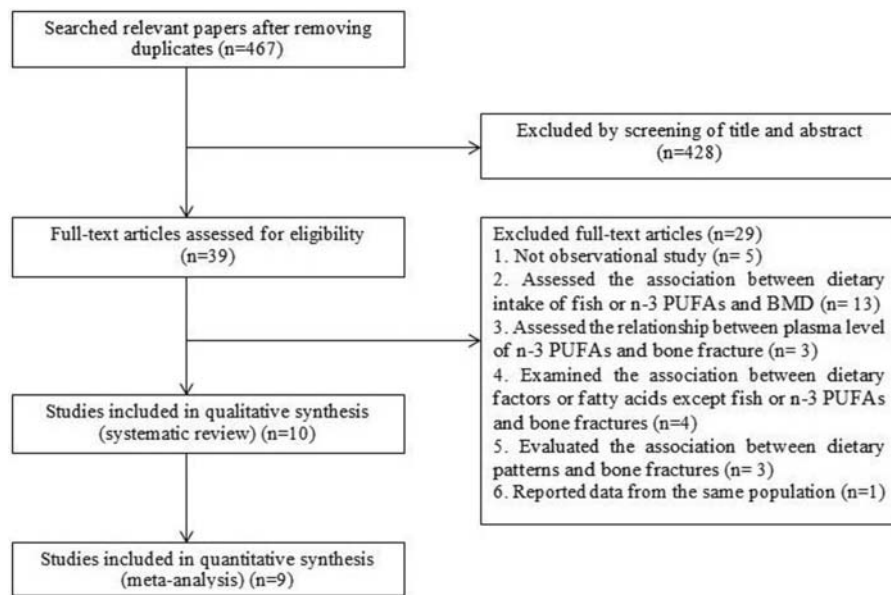 Searched relevant papers after removing
duplicates (n=467)
Excluded by screening of title and abstract
(n=428)
Full-text articles assessed for eligibility
(n=39)
Excluded full-text articles (n=29)
1. Not observational study (n= 5)
2. Assessed the association between dietary
intake of fish or n-3 PUFAs and BMD (n= 13)
3. Assessed the relationship between plasma level
of n-3 PUFAs and bone fracture (n= 3)
4. Examined the association between dietary
factors or fatty acids except fish or n-3 PUFAs
and bone fractures (n=4)
5. Evaluated the association between dietary
patterns and bone fractures (n= 3)
6. Reported data from the same population (n=1)
Studies included in qualitative synthesis
(systematic review) (n=10)
Studies included in quantitative synthesis
(meta-analysis) (n=9)